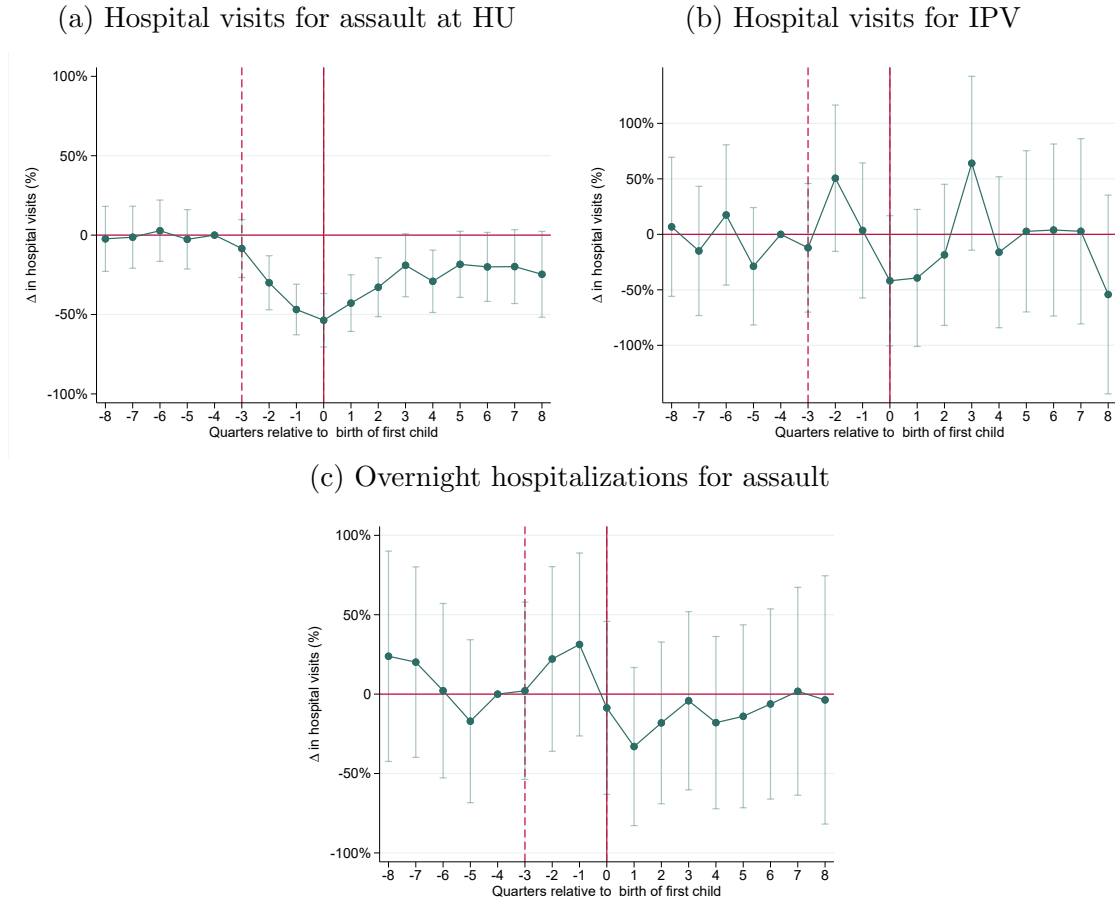 (a) Hospital visits for assault at HU
100%
50%
0
-50%
-100%
Δ in hospital visits (%)
-8 -7 -6 -5 -4 -3 -2 -1 0 1 2 3 4 5 6 7 8
Quarters relative to birth of first child
(b) Hospital visits for IPV
100%
50%
0
-50%
-100%
Δ in hospital visits (%)
-8 -7 -6 -5 -4 -3 -2 -1 0 1 2 3 4 5 6 7 8
Quarters relative to birth of first child
(c) Overnight hospitalizations for assault
100%
50%
0
-50%
-100%
Δ in hospital visits (%)
-8 -7 -6 -5 -4 -3 -2 -1 0 1 2 3 4 5 6 7 8
Quarters relative to birth of first child